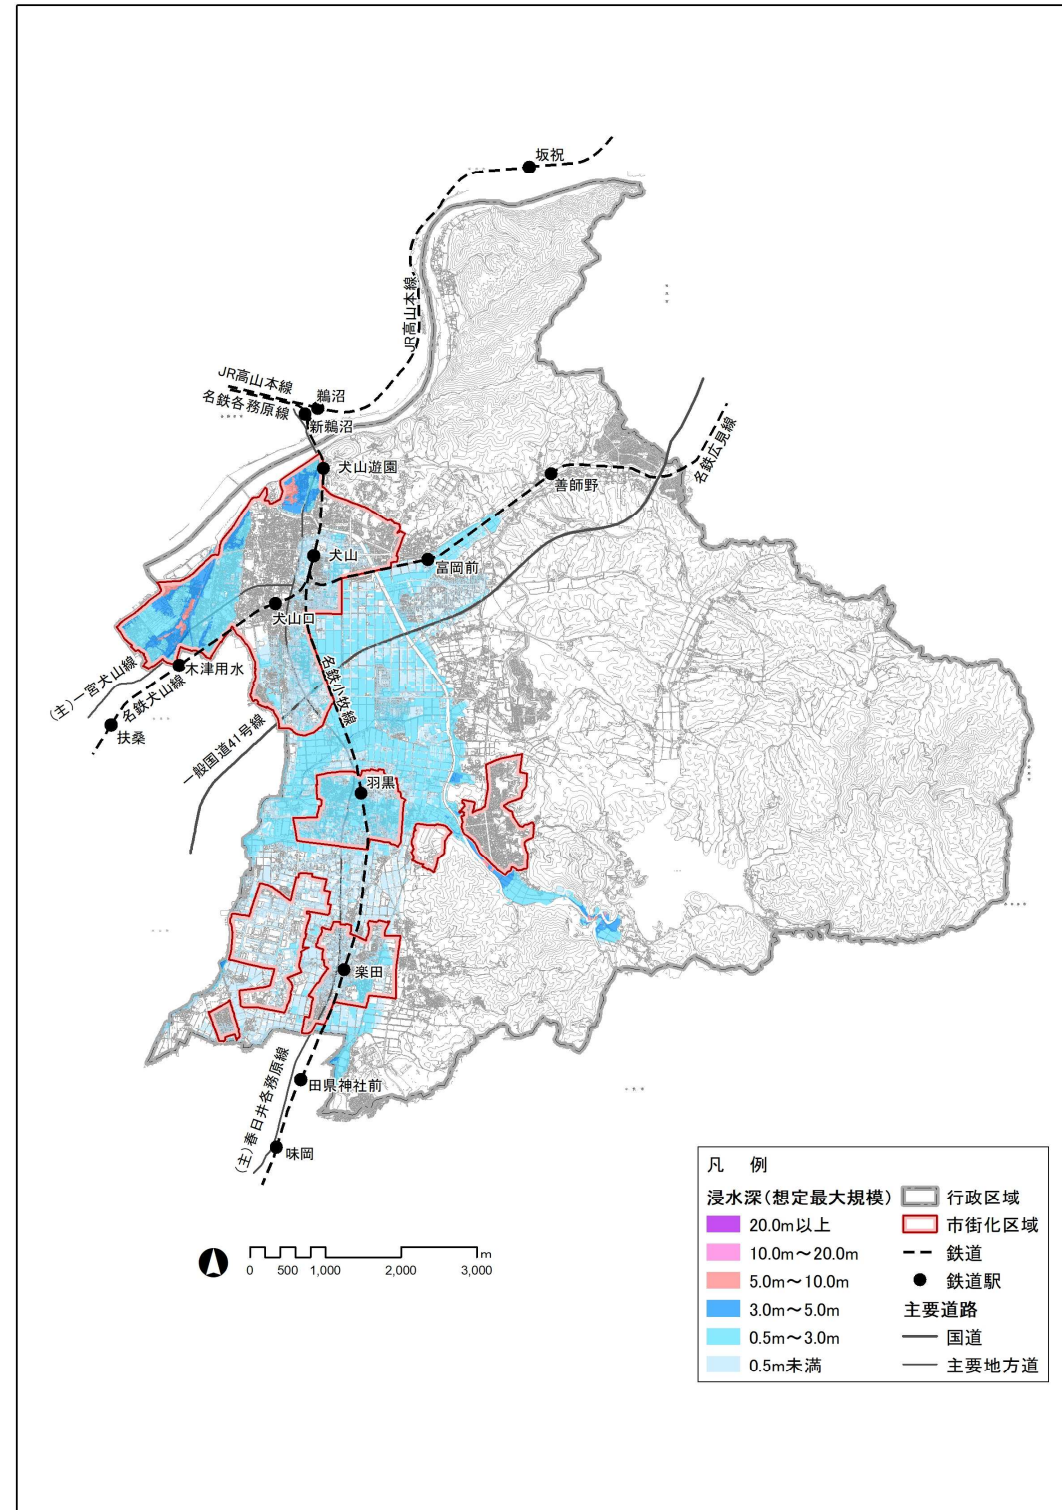 坂祝
JR高山本線
JR高山本線
名鉄各務原線
鵜沼
新鵜沼
犬山遊園
名鉄広見線
善師野
犬山
富岡前
犬山口
木津用水
(主)一宮犬山線
名鉄犬山線
扶桑
名鉄小牧線
一般国道41号線
羽黒
楽田
(主)春日井各務原線
田県神社前
味岡
凡 例
浸水深(想定最大規模)
20.0m以上
10.0m~20.0m
5.0m~10.0m
3.0m~5.0m
0.5m~3.0m
0.5m未満
行政区域
市街化区域
鉄道
鉄道駅
主要道路
国道
主要地方道
m
0 500 1,000 2,000 3,000